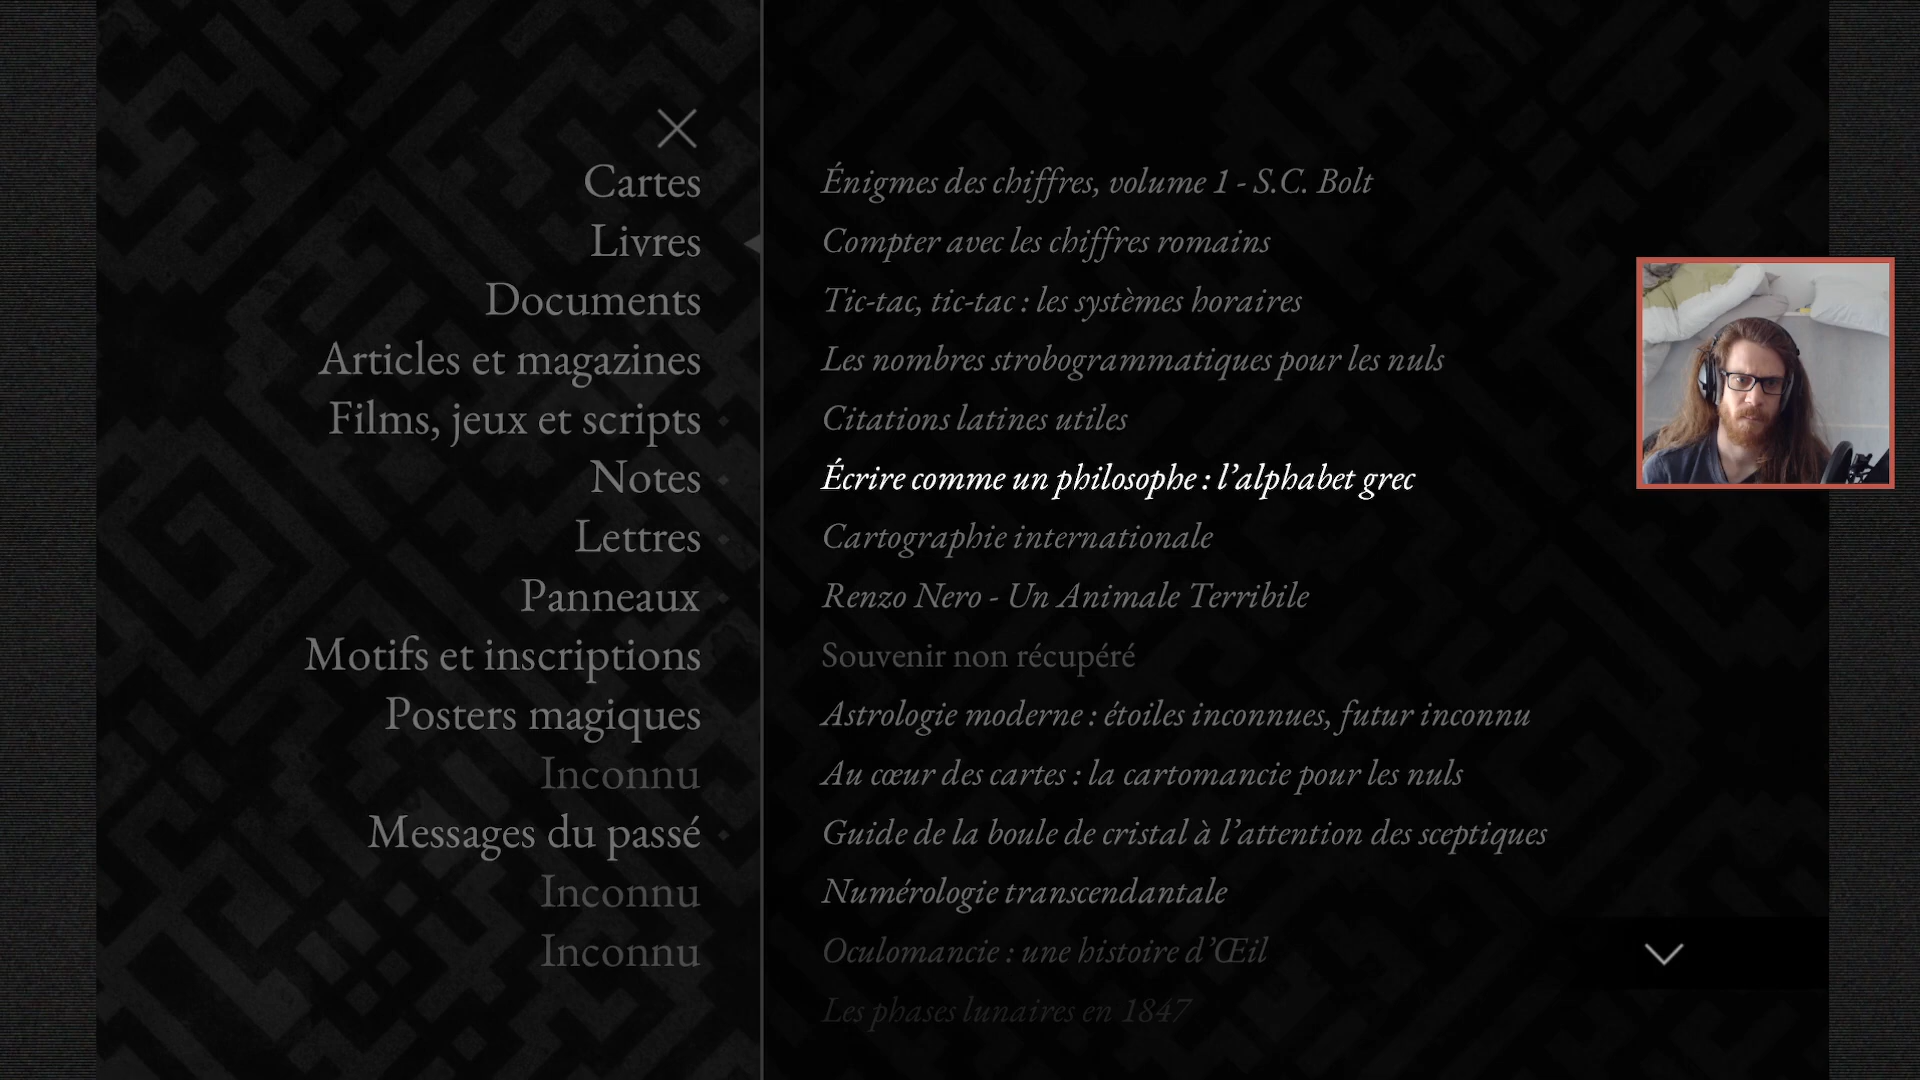 Cartes
Livres
Documents
Articles et magazines
Films, jeux et scripts
Notes
Lettres
Panneaux
Motifs et inscriptions
Posters magiques
Inconnu
Messages du passé
Inconnu
Inconnu
Énigmes des chiffres, volume 1 - S.C. Bolt
Compter avec les chiffres romains
Tic-tac, tic-tac : les systèmes horaires
Les nombres strobogrammatiques pour les nuls
Citations latines utiles
Écrire comme un philosophe : l’alphabet grec
Cartographie internationale
Renzo Nero - Un Animale Terribile
Souvenir non récupéré
Astrologie moderne : étoiles inconnues, futur inconnu
Au cœur des cartes : la cartomancie pour les nuls
Guide de la boule de cristal à l’attention des sceptiques
Numérologie transcendantale
Oculomancie : une histoire d’Œil
Les phases lunaires en 1847